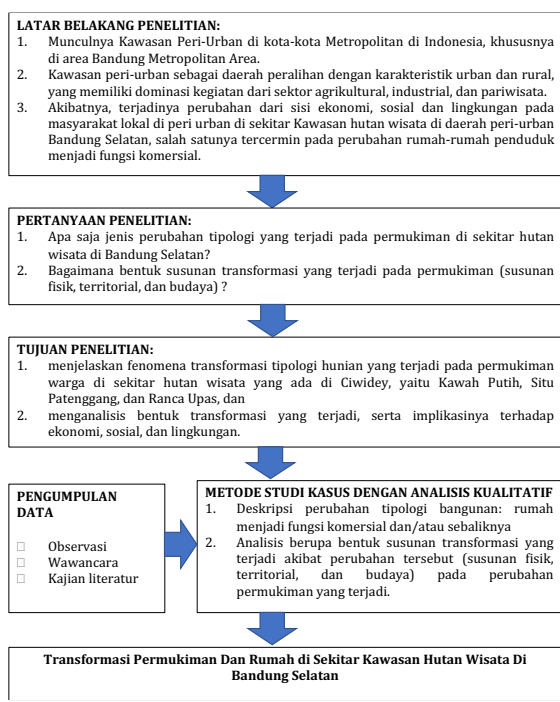 LATAR BELAKANG PENELITIAN:
1. Munculnya Kawasan Peri-Urban di kota-kota Metropolitan di Indonesia, khususnya
di area Bandung Metropolitan Area.
2. Kawasan peri-urban sebagai daerah peralihan dengan karakteristik urban dan rural,
yang memiliki dominasi kegiatan dari sektor agrikultural, industrial, dan pariwisata.
3. Akibatnya, terjadinya perubahan dari sisi ekonomi, sosial dan lingkungan pada
masyarakat lokal di peri urban di sekitar Kawasan hutan wisata di daerah peri-urban
Bandung Selatan, salah satunya tercermin pada perubahan rumah-rumah penduduk
menjadi fungsi komersial.
PERTANYAAN PENELITIAN:
1. Apa saja jenis perubahan tipologi yang terjadi pada permukiman di sekitar hutan
wisata di Bandung Selatan?
2. Bagaimana bentuk susunan transformasi yang terjadi pada permukiman (susunan
fisik, territorial, dan budaya) ?
TUJUAN PENELITIAN:
1. menjelaskan fenomena transformasi tipologi hunian yang terjadi pada permukiman
warga di sekitar hutan wisata yang ada di Ciwidey, yaitu Kawah Putih, Situ
Patenggang, dan Ranca Upas, dan
2. menganalisis bentuk transformasi yang terjadi, serta implikasinya terhadap
ekonomi, sosial, dan lingkungan.
PENGUMPULAN
DATA
Observasi
Wawancara
Kajian literatur
METODE STUDI KASUS DENGAN ANALISIS KUALITATIF
1. Deskripsi perubahan tipologi bangunan: rumah
menjadi fungsi komersial dan/atau sebaliknya
2. Analisis berupa bentuk susunan transformasi yang
terjadi akibat perubahan tersebut (susunan fisik,
territorial, dan budaya) pada perubahan
permukiman yang terjadi.
Transformasi Permukiman Dan Rumah di Sekitar Kawasan Hutan Wisata Di
Bandung Selatan